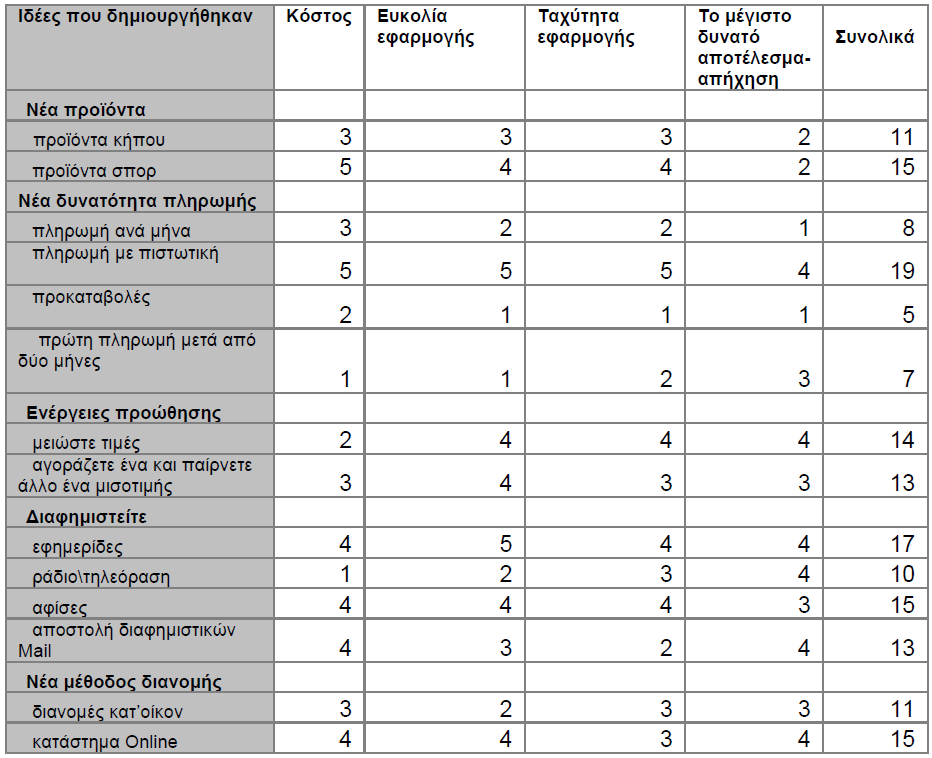 Ιδέες που δημιουργήθηκαν Κόστος Ευκολία εφαρμογής Ταχύτητα εφαρμογής Το μέγιστο δυνατό αποτέλεσμα-απήχηση Συνολικά
Νέα προϊόντα
προϊόντα κήπου 3 3 3 2 11
προϊόντα σπορ 5 4 4 2 15
Νέα δυνατότητα πληρωμής
πληρωμή ανά μήνα 3 2 2 1 8
πληρωμή με πιστωτική 5 5 5 4 19
προκαταβολές 2 1 1 1 5
πρώτη πληρωμή μετά από
δύο μήνες 1 1 2 3 7
Ενέργειες προώθησης
μειώστε τιμές 2 4 4 4 14
αγοράζετε ένα και παίρνετε
άλλο ένα μισοτιμής 3 4 3 3 13
Διαφημιστείτε
εφημερίδες 4 5 4 4 17
ράδιο\τηλεόραση 1 2 3 4 10
αφίσες 4 4 4 3 15
αποστολή διαφημιστικών
Mail 4 3 2 4 13
Νέα μέθοδος διανομής
διανομές κατ'οίκον 3 2 3 3 11
κατάστημα Online 4 4 3 4 15